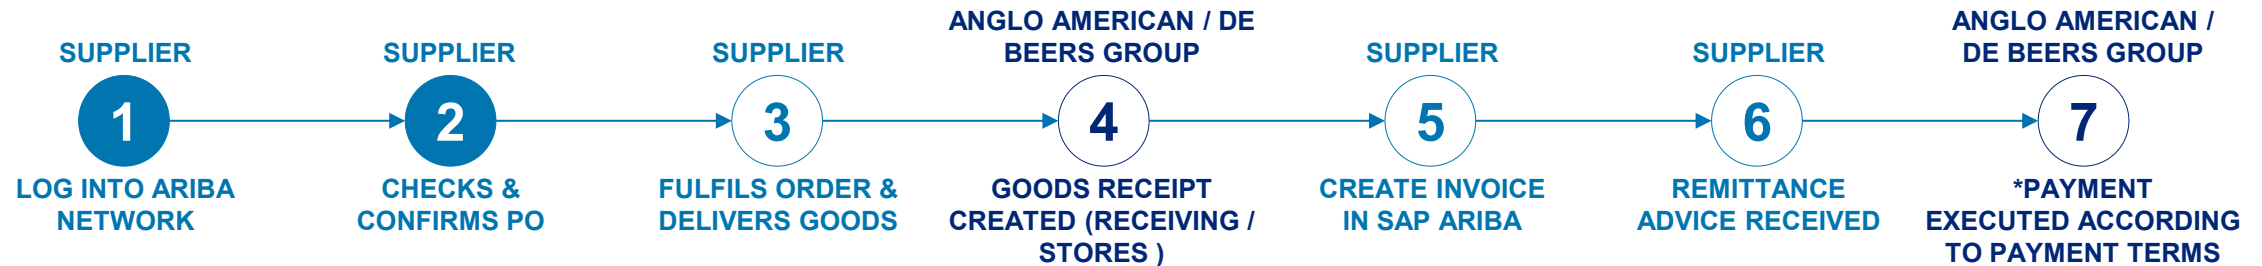 SUPPLIER
1
LOG INTO ARIBA
NETWORK
SUPPLIER
2
CHECKS &
CONFIRMS PO
SUPPLIER
3
FULFILS ORDER &
DELIVERS GOODS
ANGLO AMERICAN / DE
BEERS GROUP
4
GOODS RECEIPT
CREATED (RECEIVING /
STORES )
SUPPLIER
5
CREATE INVOICE
IN SAP ARIBA
SUPPLIER
6
REMITTANCE
ADVICE RECEIVED
ANGLO AMERICAN /
DE BEERS GROUP
7
*PAYMENT
EXECUTED ACCORDING
TO PAYMENT TERMS